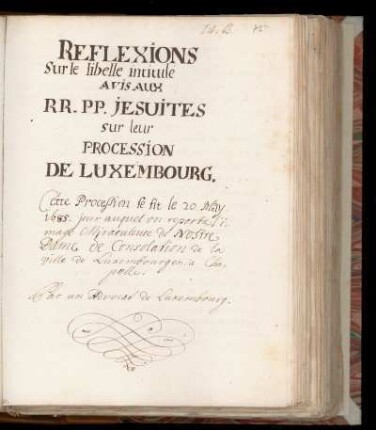 REFLEXIONS
Sur le libelle intitulé
AVIS AUX
RR. PP. JESUITES
sur leur
PROCESSION
DE LUXEMBOURG.
Cette Procession se fit le 20 May
1685. jour auquel on reporte l'i-
mage Miraculeuse de Nostre
Dame de Consolation de la
ville de Luxembourg en sa Cha-
pelle.
Par un Advocat de Luxembourg.